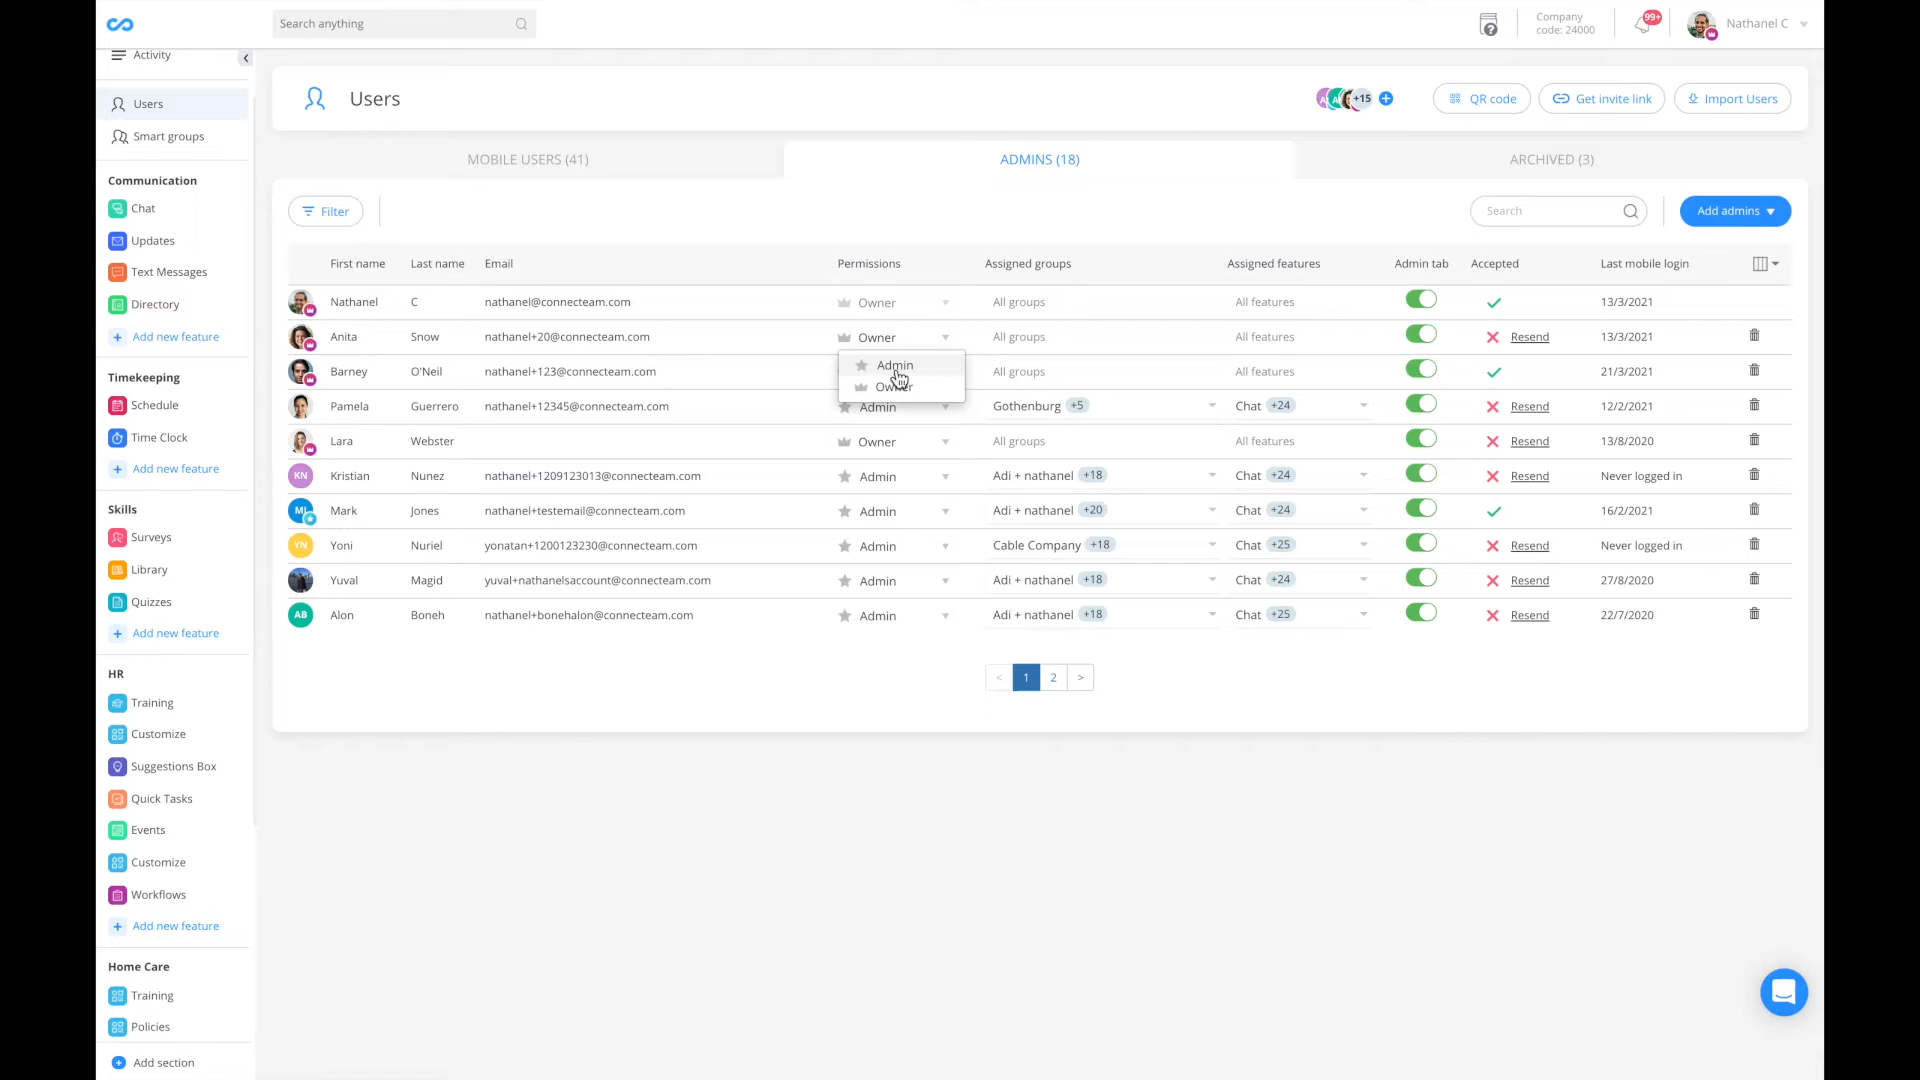 Search anything
Company
code: 24000
99+
Nathanel C
Activity
Users
Smart groups
Communication
Chat
Updates
Text Messages
Directory
+ Add new feature
Timekeeping
Schedule
Time Clock
+ Add new feature
Skills
Surveys
Library
Quizzes
+ Add new feature
HR
Training
Customize
Suggestions Box
Quick Tasks
Events
Customize
Workflows
+ Add new feature
Home Care
Training
Policies
+ Add section
Users
+15
QR code
Get invite link
Import Users
MOBILE USERS (41)
ADMINS (18)
ARCHIVED (3)
Filter
Search
Add admins
First name Last name Email Permissions Assigned groups Assigned features Admin tab Accepted Last mobile login
Nathanel C nathanel@connecteam.com Owner All groups All features 13/3/2021
Anita Snow nathanel+20@connecteam.com Owner All groups All features Resend 13/3/2021
Admin
Owner
Barney O'Neil nathanel+123@connecteam.com All groups All features 21/3/2021
Pamela Guerrero nathanel+12345@connecteam.com Admin Gothenburg +5 Chat +24 Resend 12/2/2021
Lara Webster Owner All groups All features Resend 13/8/2020
KN Kristian Nunez nathanel+1209123013@connecteam.com Admin Adi + nathanel +18 Chat +24 Resend Never logged in
Mark Jones nathanel+testemail@connecteam.com Admin Adi + nathanel +20 Chat +24 16/2/2021
YN Yoni Nuriel yonatan+1200123230@connecteam.com Admin Cable Company +18 Chat +25 Resend Never logged in
Yuval Magid yuval+nathanelsaccount@connecteam.com Admin Adi + nathanel +18 Chat +24 Resend 27/8/2020
AB Alon Boneh nathanel+bonehalon@connecteam.com Admin Adi + nathanel +18 Chat +25 Resend 22/7/2020
< 1 2 >